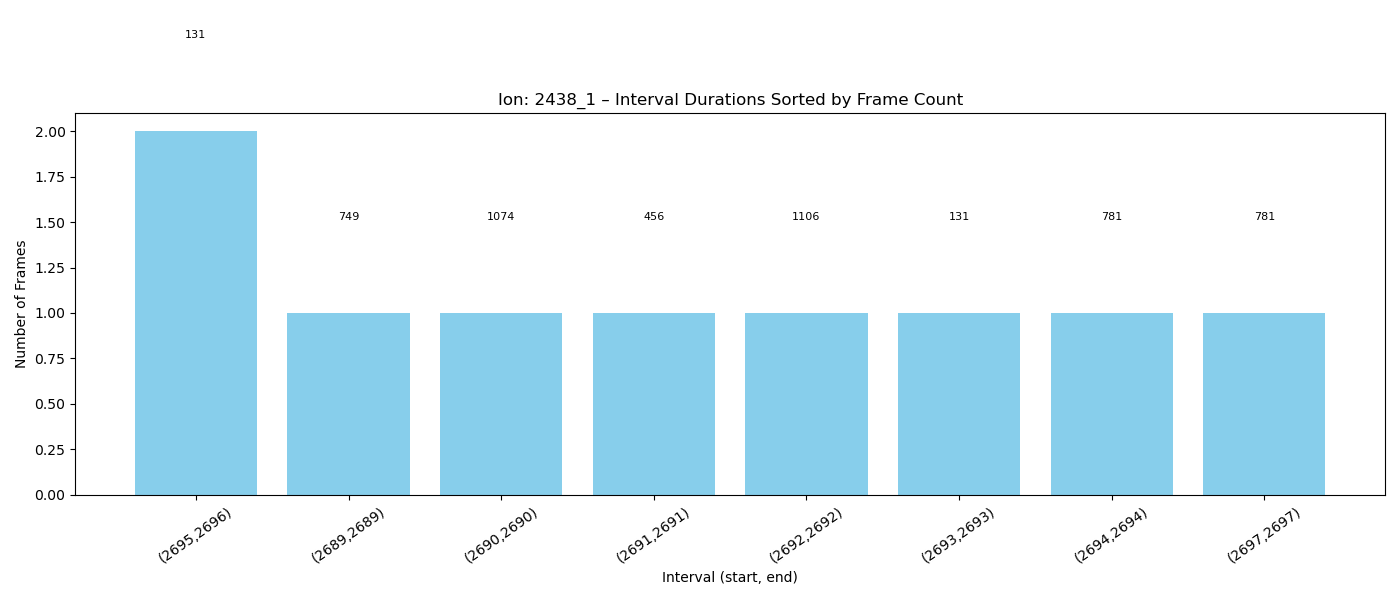 131
Ion: 2438_1 – Interval Durations Sorted by Frame Count
Number of Frames
2.00
1.75
1.50
1.25
1.00
0.75
0.50
0.25
0.00
749 1074 456 1106 131 781 781
(2695,2696) (2689,2689) (2690,2690) (2691,2691) (2692,2692) (2693,2693) (2694,2694) (2697,2697)
Interval (start, end)